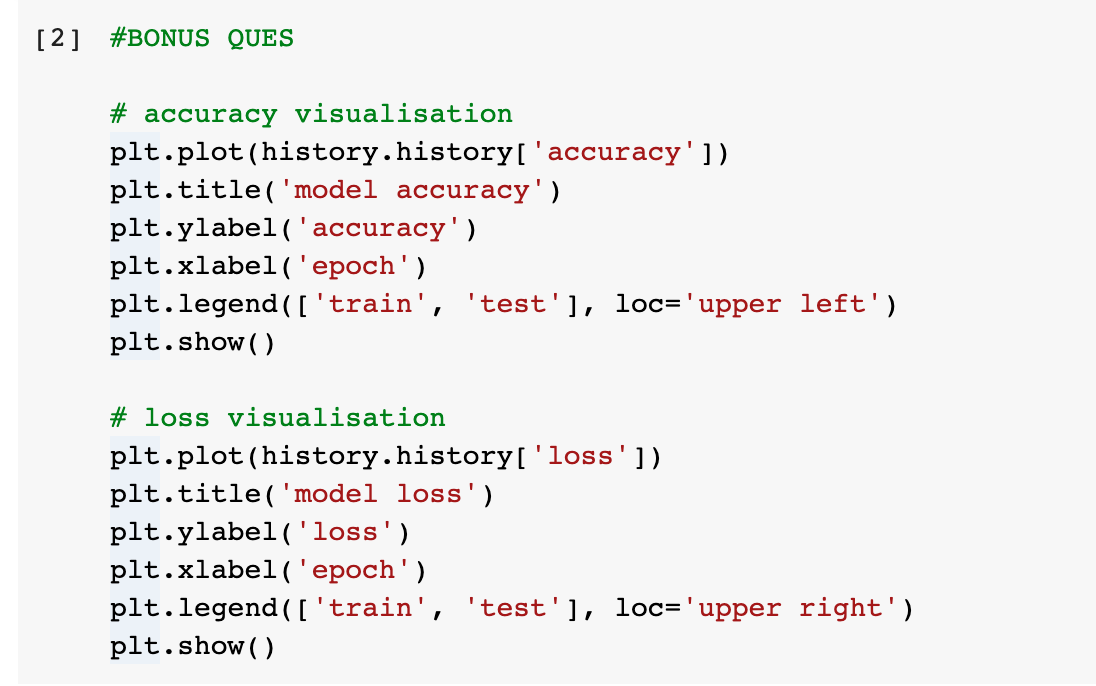 [2] #BONUS QUES
# accuracy visualisation
plt.plot(history.history['accuracy'])
plt.title('model accuracy')
plt.ylabel('accuracy')
plt.xlabel('epoch')
plt.legend(['train', 'test'], loc='upper left')
plt.show()
# loss visualisation
plt.plot(history.history['loss'])
plt.title('model loss')
plt.ylabel('loss')
plt.xlabel('epoch')
plt.legend(['train', 'test'], loc='upper right')
plt.show()